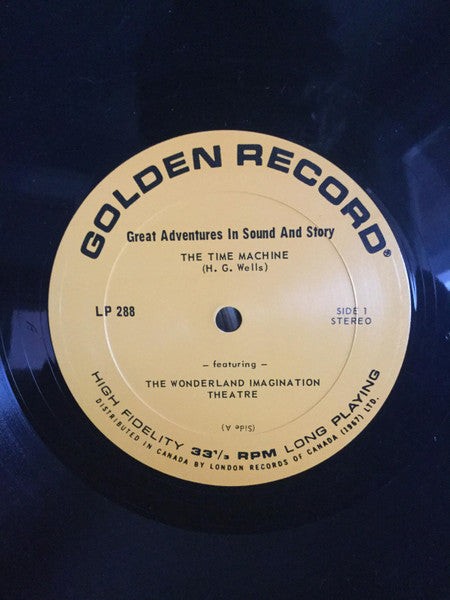 GOLDEN RECORD®
Great Adventures In Sound And Story
THE TIME MACHINE
(H. G. Wells)
LP 288
SIDE 1
STEREO
– featuring –
THE WONDERLAND IMAGINATION
THEATRE
(Side A)
HIGH FIDELITY 33⅓ RPM LONG PLAYING
DISTRIBUTED IN CANADA BY LONDON RECORDS OF CANADA (1967) LTD.